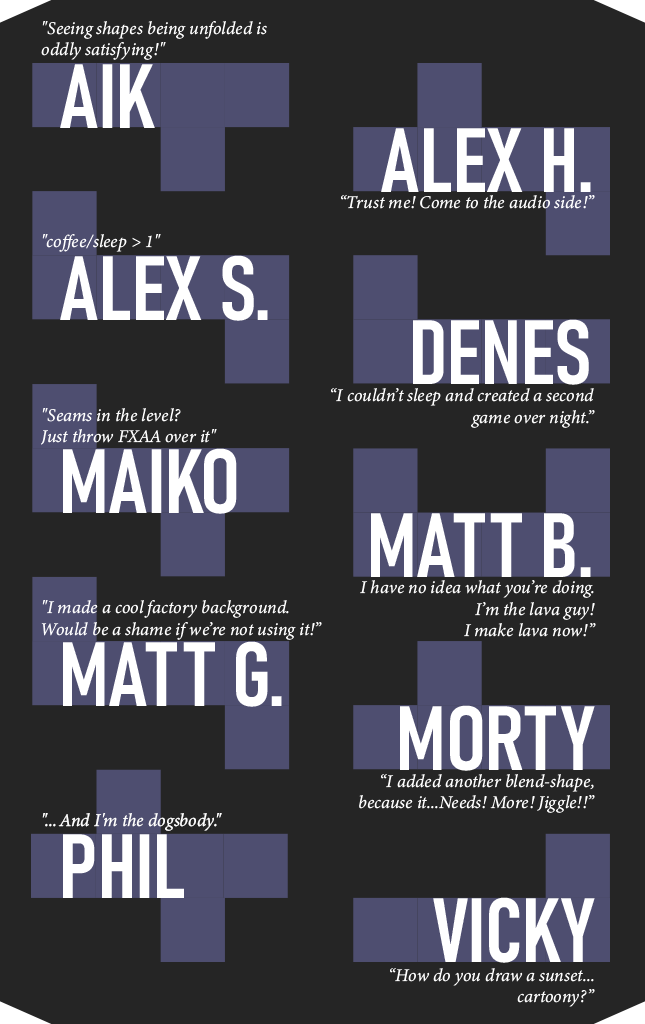 "Seeing shapes being unfolded is
oddly satisfying!"
AIK
ALEX H.
“Trust me! Come to the audio side!”
"coffee/sleep > 1"
ALEX S.
DENES
“I couldn’t sleep and created a second
game over night.”
"Seams in the level?
Just throw FXAA over it"
MAIKO
MATT B.
I have no idea what you’re doing.
I’m the lava guy!
I make lava now!”
"I made a cool factory background.
Would be a shame if we’re not using it!”
MATT G.
MORTY
“I added another blend-shape,
because it...Needs! More! Jiggle!!”
"... And I'm the dogsbody."
PHIL
VICKY
“How do you draw a sunset...
cartoony?”